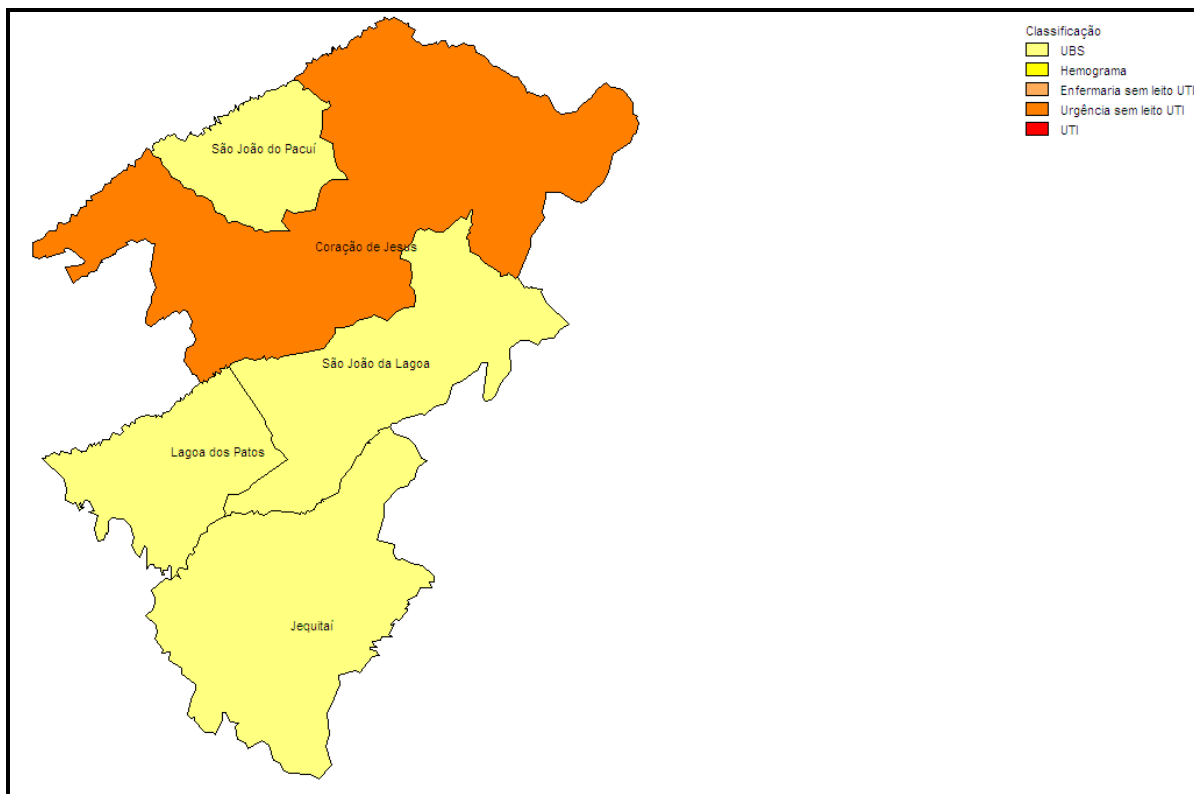 Classificação
UBS
Hemograma
Enfermaria sem leito UTI
Urgência sem leito UTI
UTI
São João do Pacuí
Coração de Jesus
São João da Lagoa
Lagoa dos Patos
Jequitaí